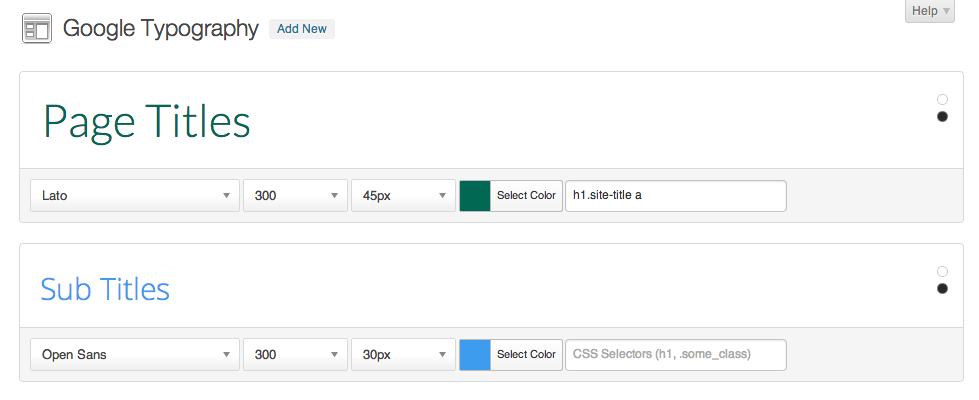 Help
Google Typography Add New
Page Titles
Lato 300 45px Select Color h1.site-title a
Sub Titles
Open Sans 300 30px Select Color CSS Selectors (h1, .some_class)